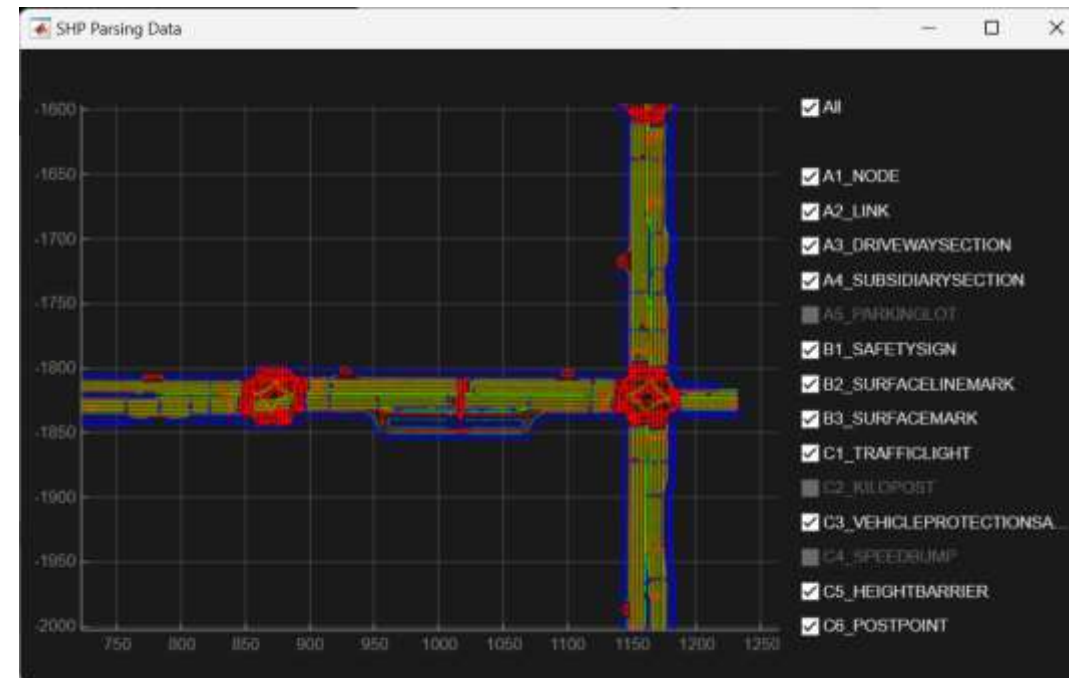 SHP Parsing Data
All
A1_NODE
A2_LINK
A3_DRIVEWAYSECTION
A4_SUBSIDIARYSECTION
A5_PARKINGLOT
B1_SAFETYSIGN
B2_SURFACELINEMARK
B3_SURFACEMARK
C1_TRAFFICLIGHT
C2_KILOPOST
C3_VEHICLEPROTECTIONSA...
C4_SPEEDBUMP
C5_HEIGHTBARRIER
C6_POSTPOINT
-1600
-1650
-1700
-1750
-1800
-1850
-1900
-1950
-2000
750 800 850 900 950 1000 1050 1100 1150 1200 1250